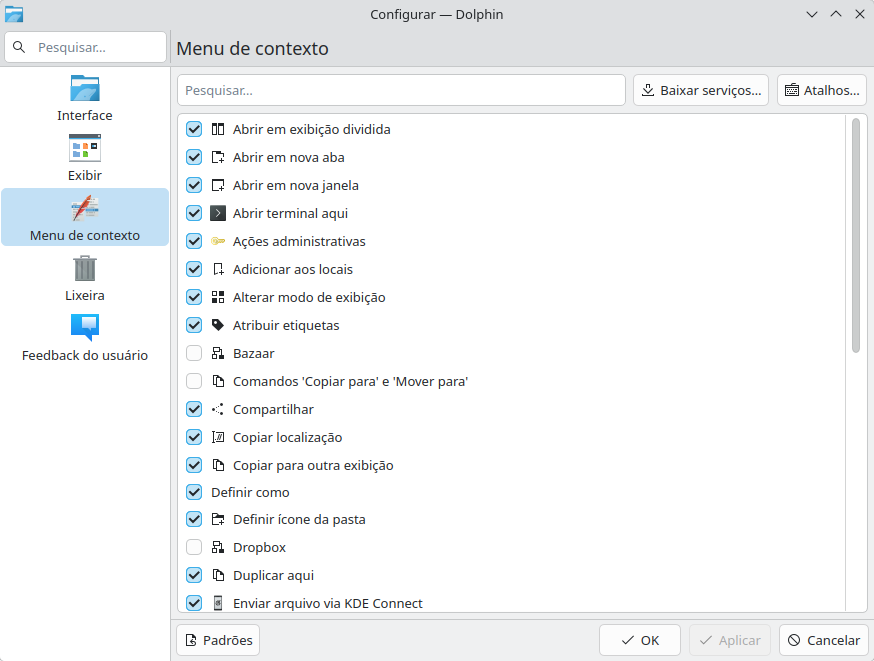 Configurar — Dolphin
Pesquisar...
Menu de contexto
Interface
Exibir
Menu de contexto
Lixeira
Feedback do usuário
Pesquisar...
Baixar serviços...
Atalhos...
Abrir em exibição dividida
Abrir em nova aba
Abrir em nova janela
Abrir terminal aqui
Ações administrativas
Adicionar aos locais
Alterar modo de exibição
Atribuir etiquetas
Bazaar
Comandos 'Copiar para' e 'Mover para'
Compartilhar
Copiar localização
Copiar para outra exibição
Definir como
Definir ícone da pasta
Dropbox
Duplicar aqui
Enviar arquivo via KDE Connect
Padrões
OK
Aplicar
Cancelar